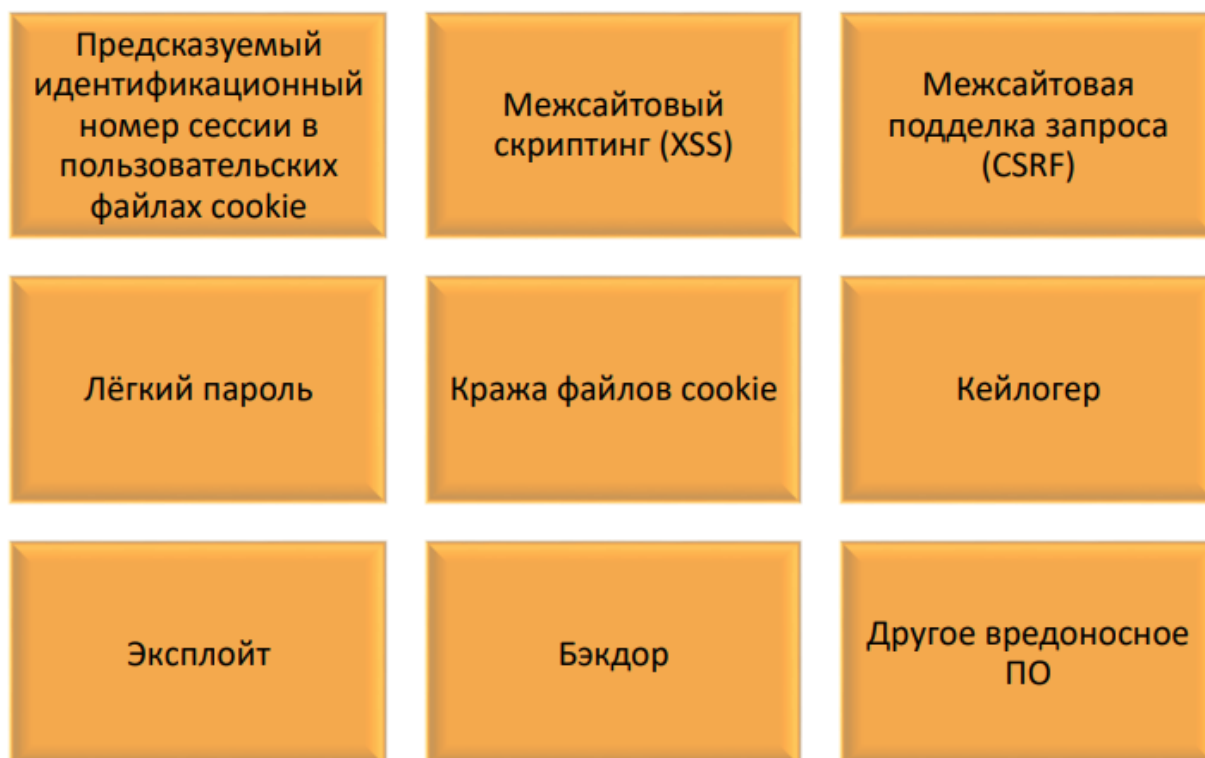 Предсказуемый
идентификационный
номер сессии в
пользовательских
файлах cookie
Межсайтовый
скриптинг (XSS)
Межсайтовая
подделка запроса
(CSRF)
Лёгкий пароль
Кража файлов cookie
Кейлогер
Эксплойт
Бэкдор
Другое вредоносное
ПО